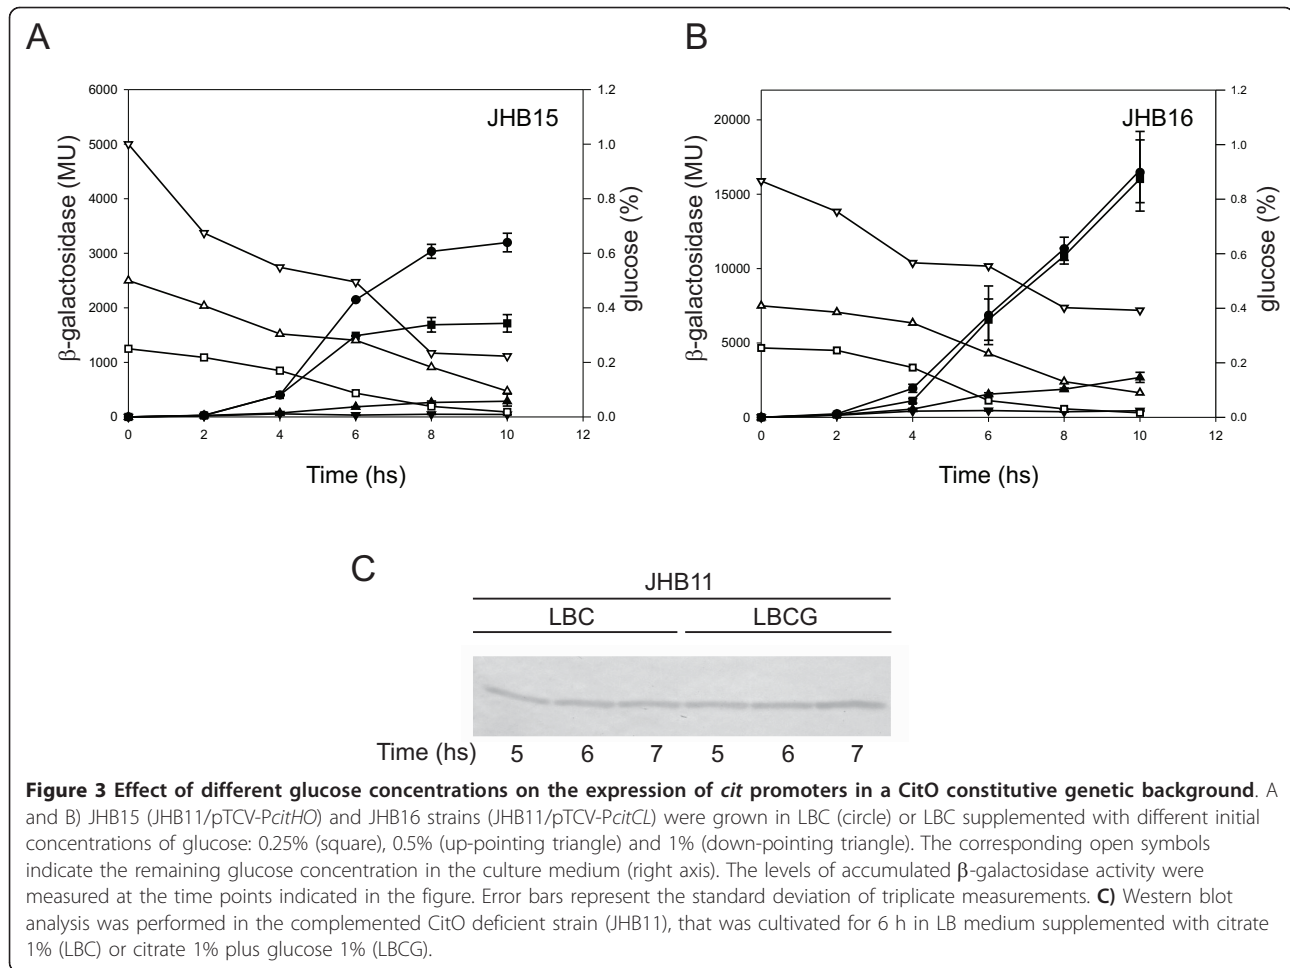 A
B
6000
5000
4000
3000
2000
1000
0
β-galactosidase (MU)
1.2
1.0
0.8
0.6
0.4
0.2
0.0
glucose (%)
JHB15
0 2 4 6 8 10 12
Time (hs)
20000
15000
10000
5000
0
β-galactosidase (MU)
1.2
1.0
0.8
0.6
0.4
0.2
0.0
glucose (%)
JHB16
0 2 4 6 8 10 12
Time (hs)
C
JHB11
LBC LBCG
Time (hs) 5 6 7 5 6 7
Figure 3 Effect of different glucose concentrations on the expression of cit promoters in a CitO constitutive genetic background. A
and B) JHB15 (JHB11/pTCV-PcitHO) and JHB16 strains (JHB11/pTCV-PcitCL) were grown in LBC (circle) or LBC supplemented with different initial
concentrations of glucose: 0.25% (square), 0.5% (up-pointing triangle) and 1% (down-pointing triangle). The corresponding open symbols
indicate the remaining glucose concentration in the culture medium (right axis). The levels of accumulated β-galactosidase activity were
measured at the time points indicated in the figure. Error bars represent the standard deviation of triplicate measurements. C) Western blot
analysis was performed in the complemented CitO deficient strain (JHB11), that was cultivated for 6 h in LB medium supplemented with citrate
1% (LBC) or citrate 1% plus glucose 1% (LBCG).